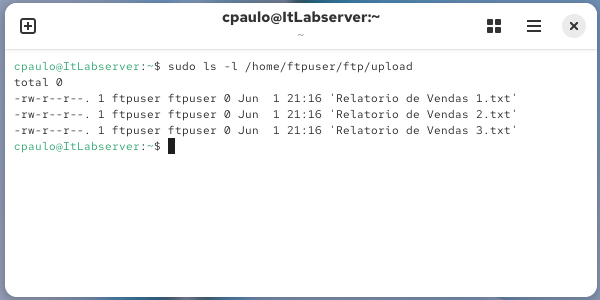 cpaulo@ItLabserver:~
~
cpaulo@ItLabserver:~$ sudo ls -l /home/ftpuser/ftp/upload
total 0
-rw-r--r--. 1 ftpuser ftpuser 0 Jun  1 21:16 'Relatorio de Vendas 1.txt'
-rw-r--r--. 1 ftpuser ftpuser 0 Jun  1 21:16 'Relatorio de Vendas 2.txt'
-rw-r--r--. 1 ftpuser ftpuser 0 Jun  1 21:16 'Relatorio de Vendas 3.txt'
cpaulo@ItLabserver:~$